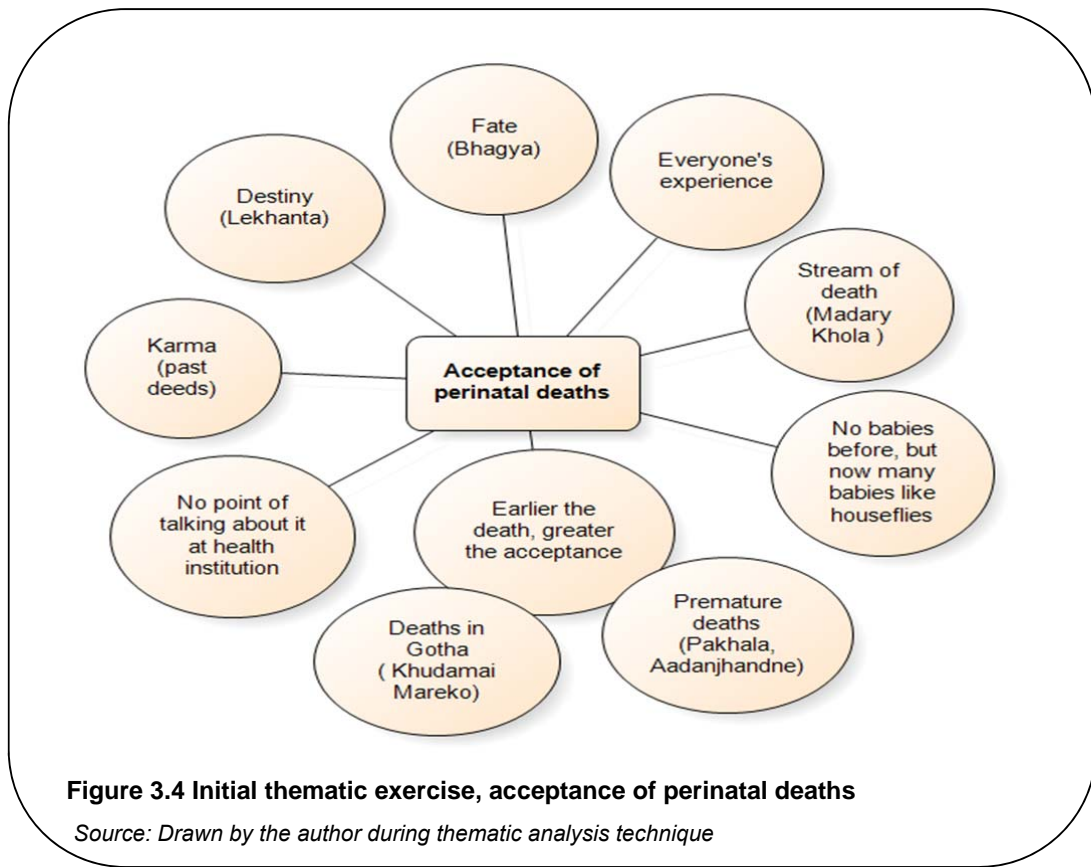 Fate
(Bhagya)
Everyone's
experience
Destiny
(Lekhanta)
Stream of
death
(Madary
Khola )
Karma
(past
deeds)
Acceptance of
perinatal deaths
No babies
before, but
now many
babies like
houseflies
No point of
talking about it
at health
institution
Earlier the
death, greater
the acceptance
Premature
deaths
(Pakhala,
Aadanjhandne)
Deaths in
Gotha
( Khudamai
Mareko)
Figure 3.4 Initial thematic exercise, acceptance of perinatal deaths
Source: Drawn by the author during thematic analysis technique